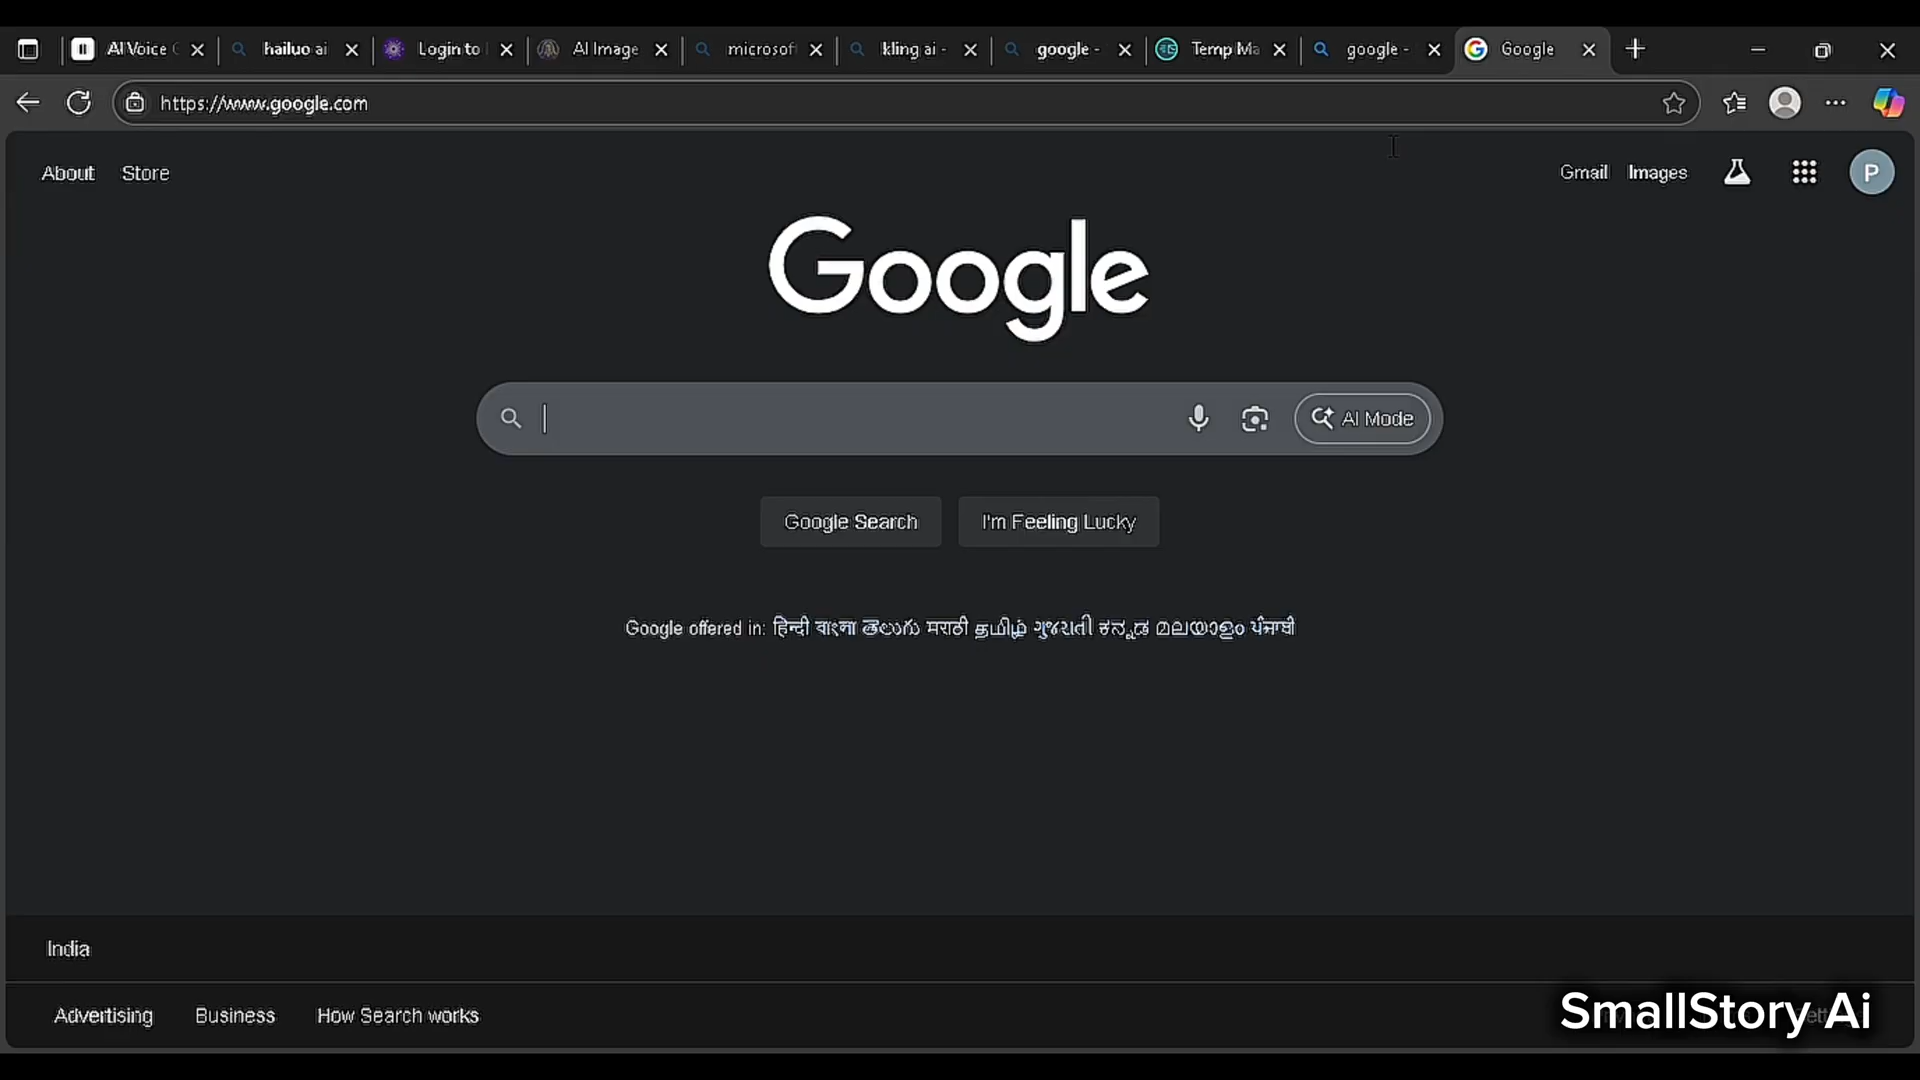 AI Voice
hailuo ai
Login to
AI Image
microsof
kling ai -
google -
Temp Ma
google -
Google
https://www.google.com
About Store
Gmail Images
P
Google
AI Mode
Google Search I'm Feeling Lucky
Google offered in: हिन्दी বাংলা తెలుగు मराठी தமிழ் ગુજરાતી ಕನ್ನಡ മലയാളം ਪੰਜਾਬੀ
India
Advertising Business How Search works
SmallStory Ai